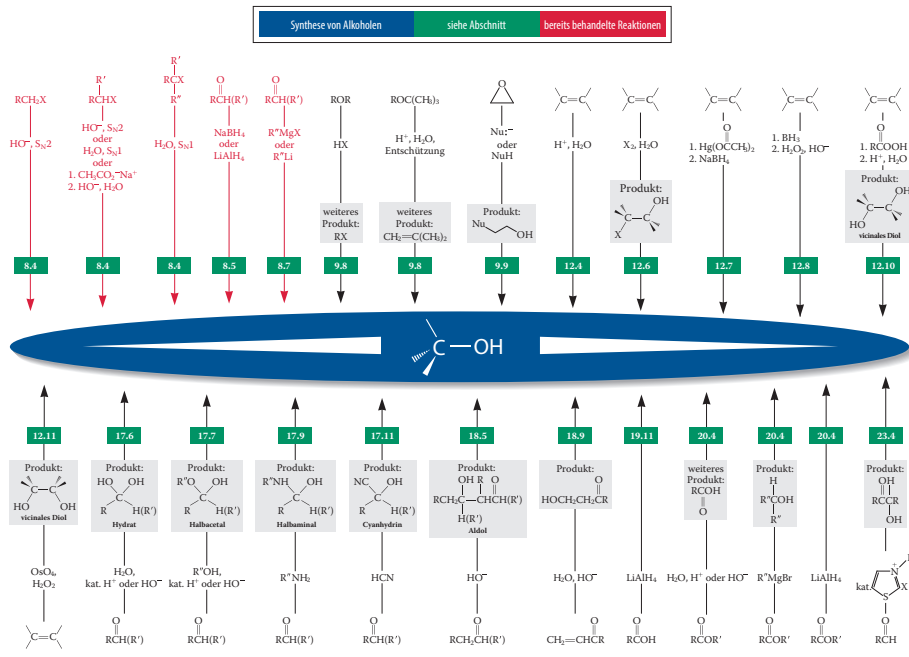 Synthese von Alkoholen
siehe Abschnitt
bereits behandelte Reaktionen
RCH₂X
HO⁻, S_N2
8.4
R′
RCHX
HO⁻, S_N2
oder
H₂O, S_N1
oder
1. CH₃CO₂⁻Na⁺
2. HO⁻, H₂O
8.4
R′
RCX
R″
H₂O, S_N1
8.4
O
RCH(R′)
NaBH₄
oder
LiAlH₄
8.5
O
RCH(R′)
R″MgX
oder
R″Li
8.7
ROR
HX
weiteres
Produkt:
RX
9.8
ROC(CH₃)₃
H⁺, H₂O,
Entschützung
weiteres
Produkt:
CH₂=C(CH₃)₂
9.8
O
Nu:⁻
oder
NuH
Produkt:
Nu
OH
9.9
C=C
H⁺, H₂O
12.4
C=C
X₂, H₂O
Produkt:
OH
C–C
X
12.6
C=C
O
1. Hg(OCCH₃)₂
2. NaBH₄
12.7
C=C
1. BH₃
2. H₂O₂, HO⁻
12.8
C=C
O
1. RCOOH
2. H⁺, H₂O
Produkt:
OH
C–C
HO
vicinales Diol
12.10
C–OH
12.11
Produkt:
C–C
HO OH
vicinales Diol
OsO₄,
H₂O₂
C=C
17.6
Produkt:
HO OH
C
R H(R′)
Hydrat
H₂O,
kat. H⁺ oder HO⁻
O
RCH(R′)
17.7
Produkt:
R″O OH
C
R H(R′)
Halbacetal
R″OH,
kat. H⁺ oder HO⁻
O
RCH(R′)
17.9
Produkt:
R″NH OH
C
R H(R′)
Halbaminal
R″NH₂
O
RCH(R′)
17.11
Produkt:
NC OH
C
R H(R′)
Cyanhydrin
HCN
O
RCH(R′)
18.5
Produkt:
OH R O
RCH₂C–CHCH(R′)
H(R′)
Aldol
HO⁻
O
RCH₂CH(R′)
18.9
Produkt:
O
HOCH₂CH₂CR
H₂O, HO⁻
O
CH₂=CHCR
19.11
LiAlH₄
O
RCOH
20.4
weiteres
Produkt:
RCOH
O
H₂O, H⁺ oder HO⁻
O
RCOR′
20.4
Produkt:
H
R″COH
R″
R″MgBr
O
RCOR′
20.4
LiAlH₄
O
RCOR′
23.4
Produkt:
OH
RCCR
OH
N⁺
kat.
X
S
O
RCH